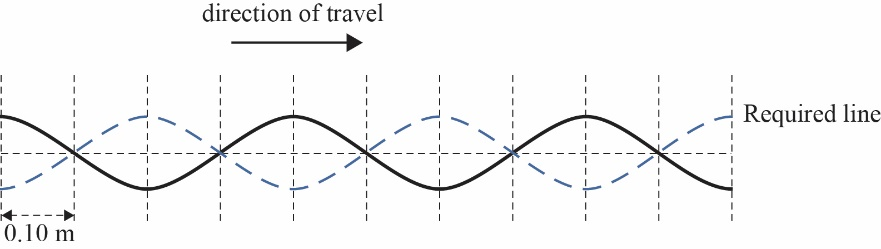 direction of travel
Required line
0.10 m